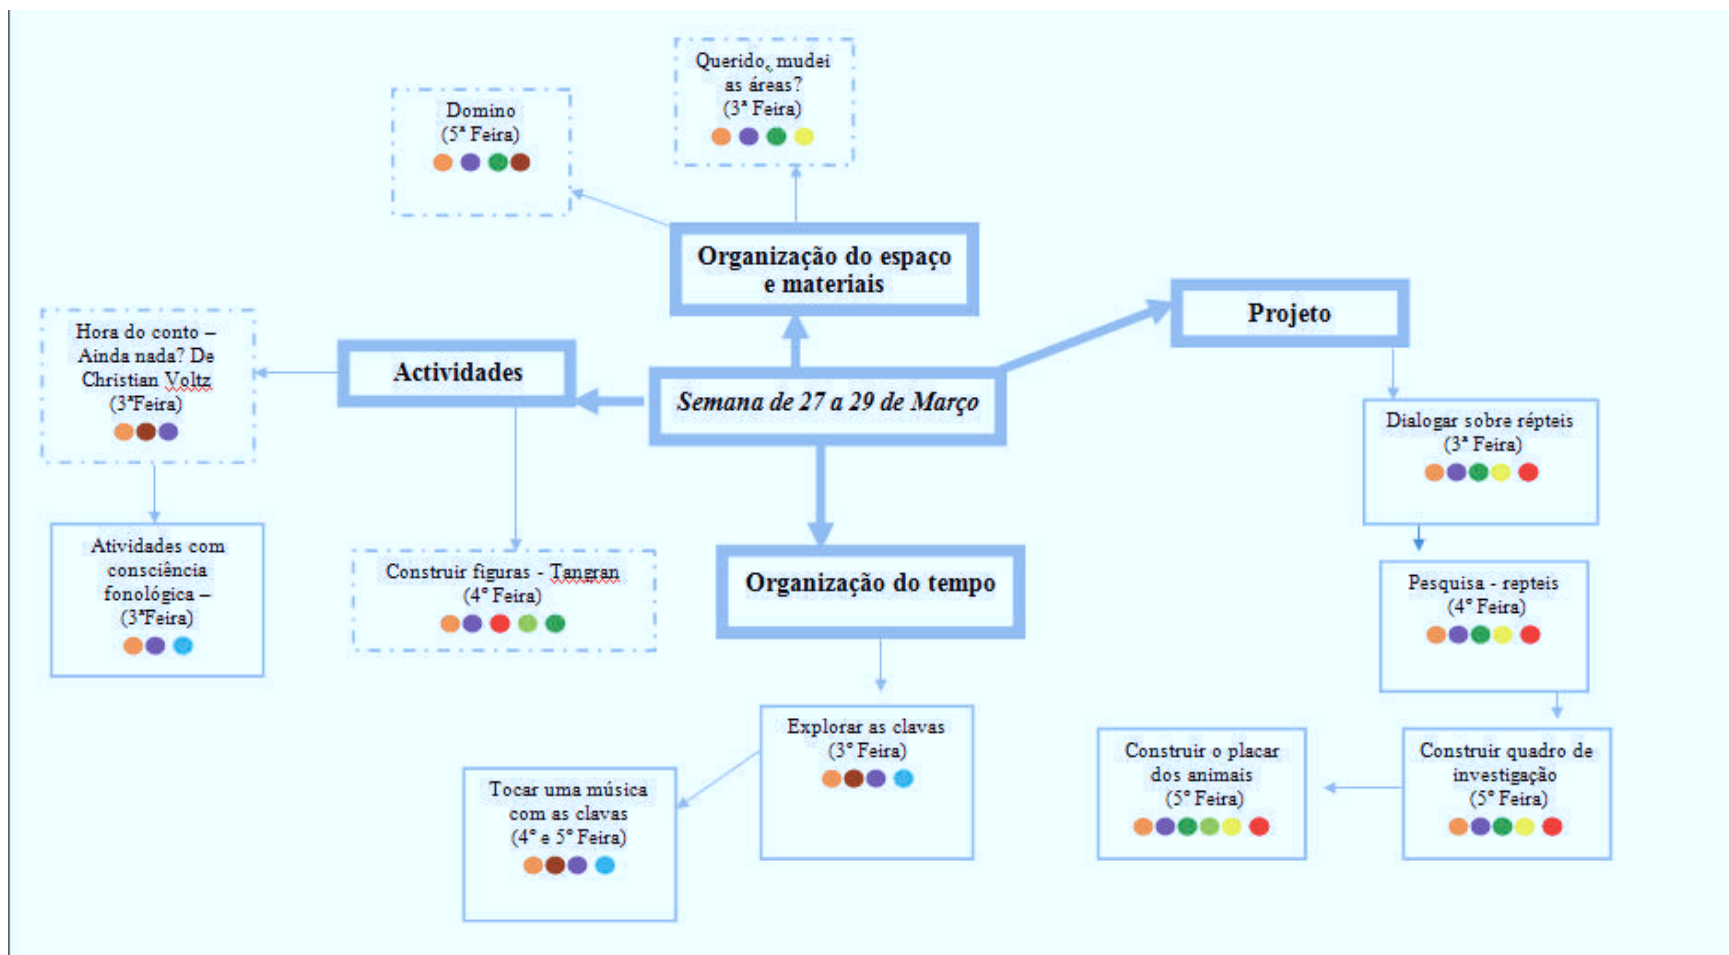 Querido, mudei
as áreas?
(3ª Feira)
Domino
(5ª Feira)
Organização do espaço
e materiais
Projeto
Hora do conto –
Ainda nada? De
Christian Voltz
(3ªFeira)
Actividades
Semana de 27 a 29 de Março
Dialogar sobre répteis
(3ª Feira)
Atividades com
consciência
fonológica –
(3ªFeira)
Construir figuras - Tangran
(4º Feira)
Organização do tempo
Pesquisa - repteis
(4º Feira)
Explorar as clavas
(3º Feira)
Tocar uma música
com as clavas
(4º e 5º Feira)
Construir o placar
dos animais
(5º Feira)
Construir quadro de
investigação
(5º Feira)